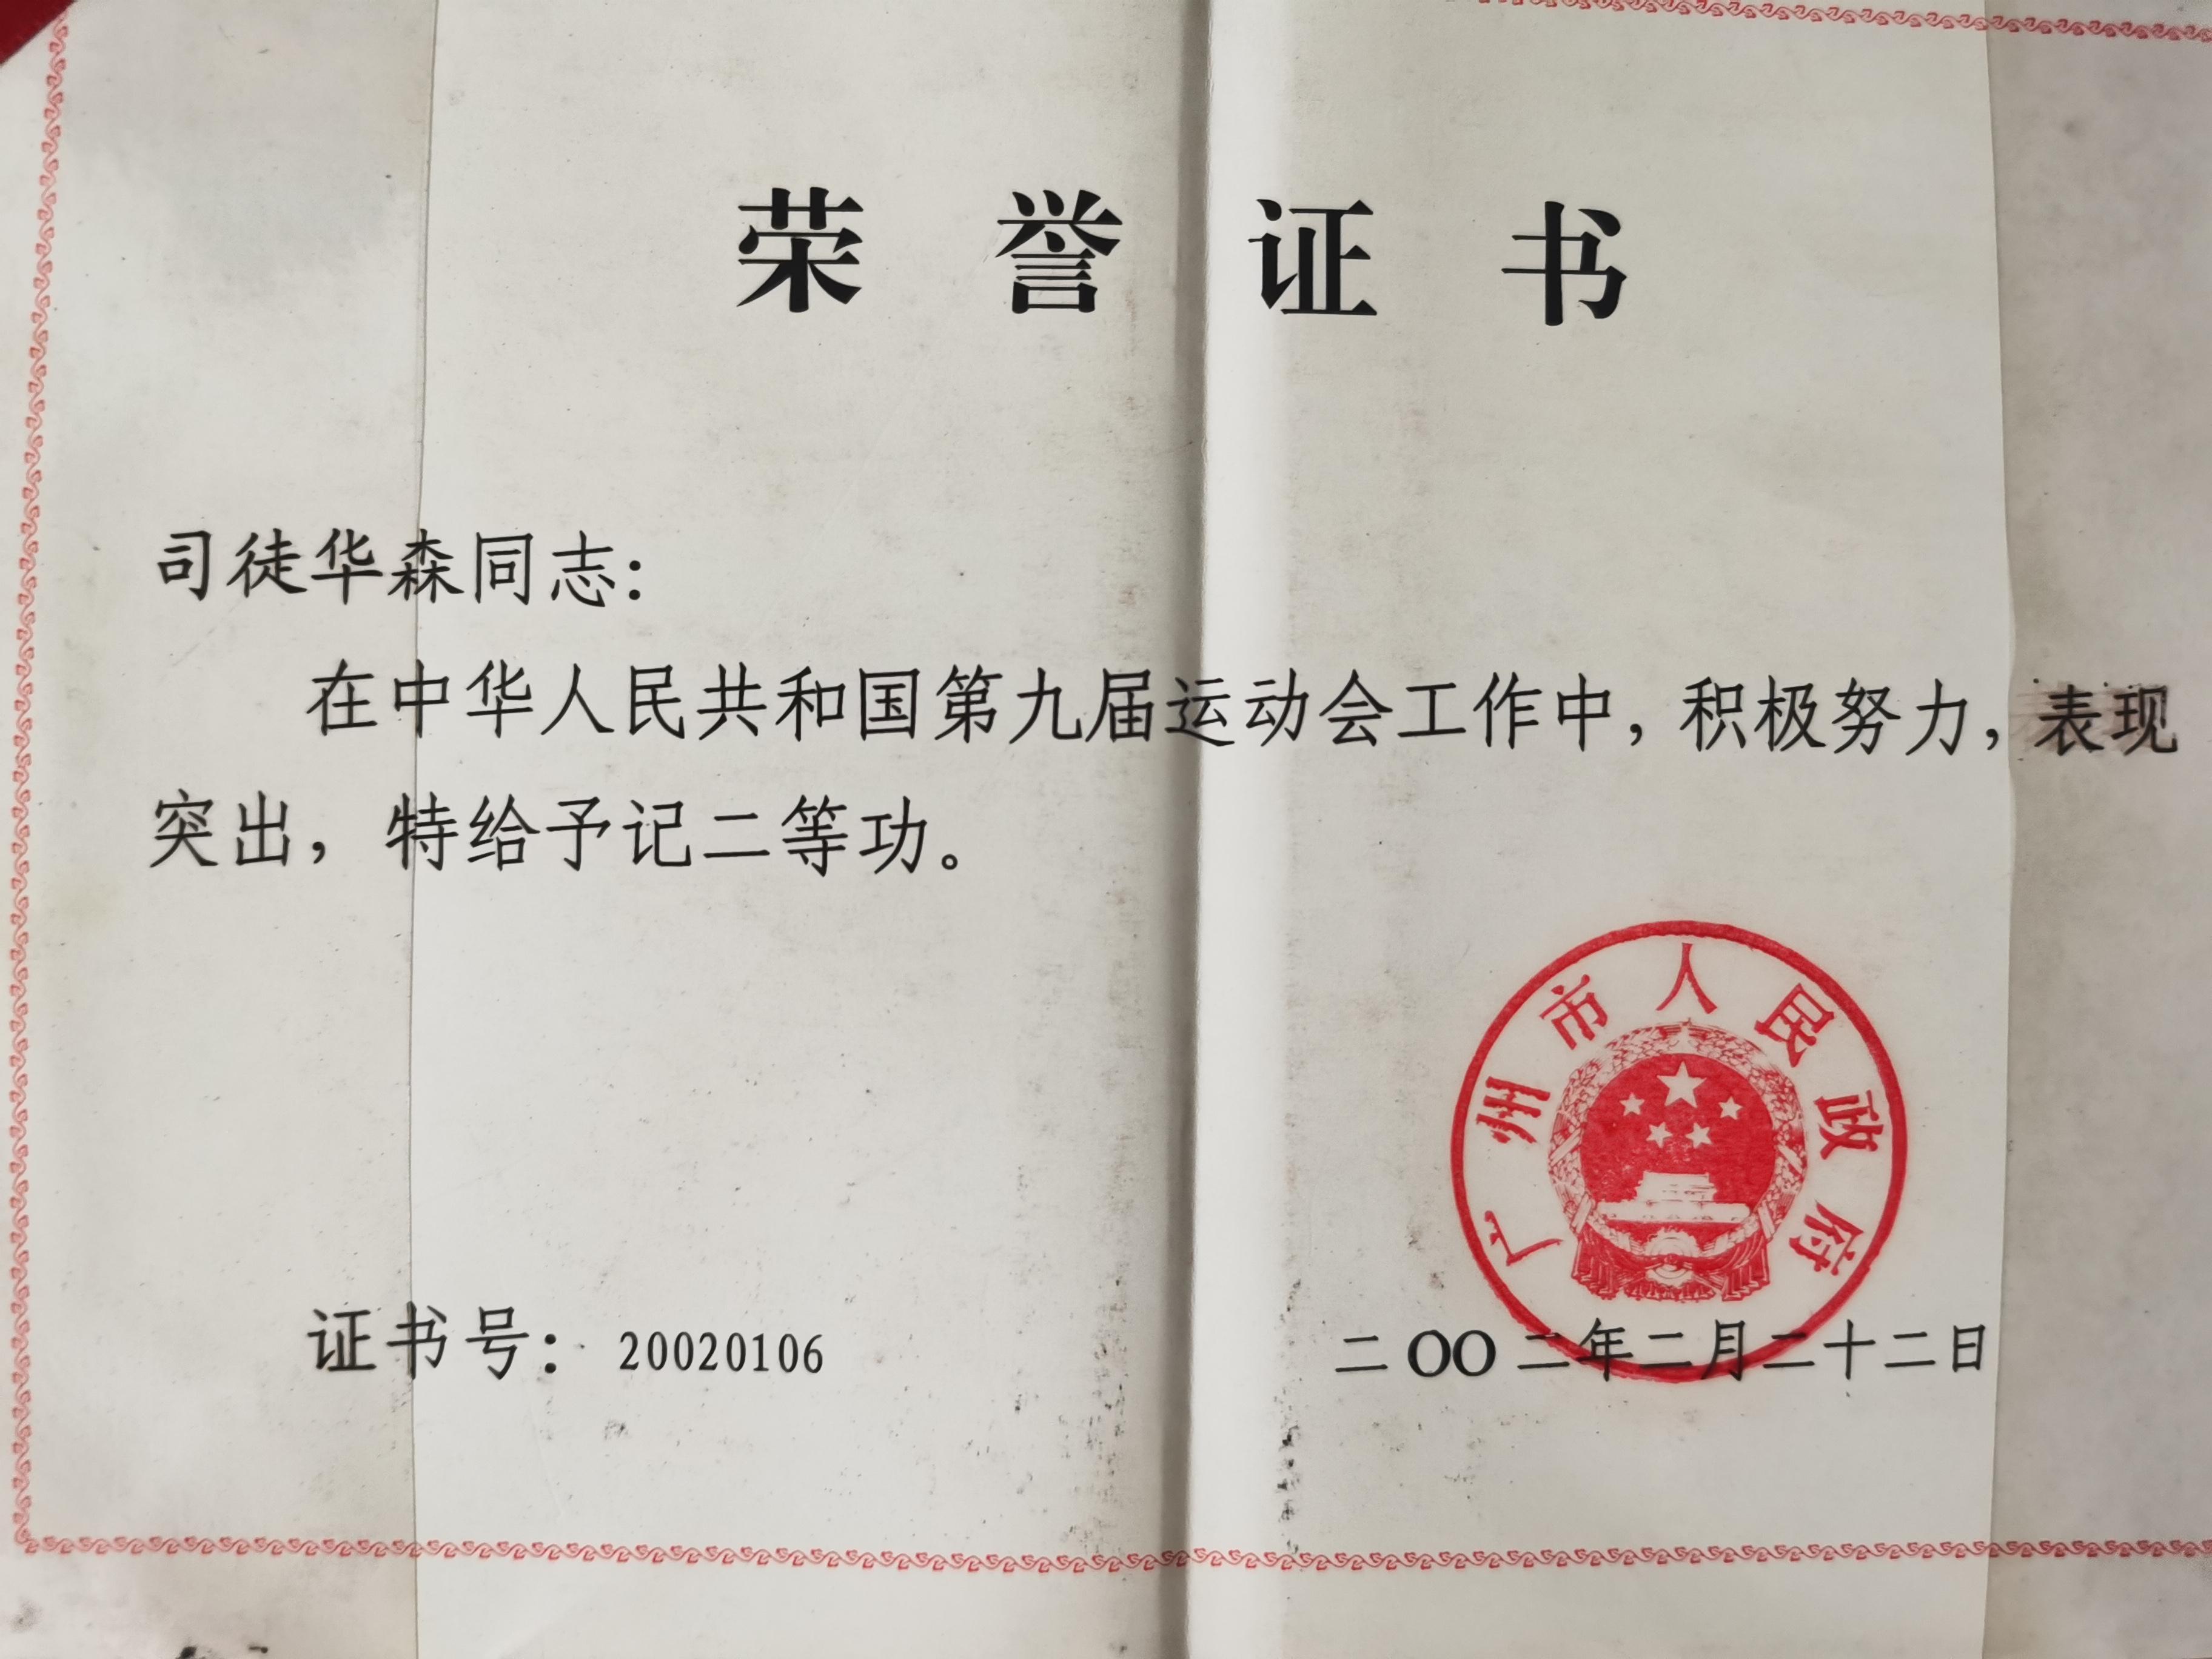 荣誉证书
司徒华森同志：
在中华人民共和国第九届运动会工作中，积极努力，表现
突出，特给予记二等功。
广州市人民政府
证书号：20020106
二〇〇二年二月二十二日